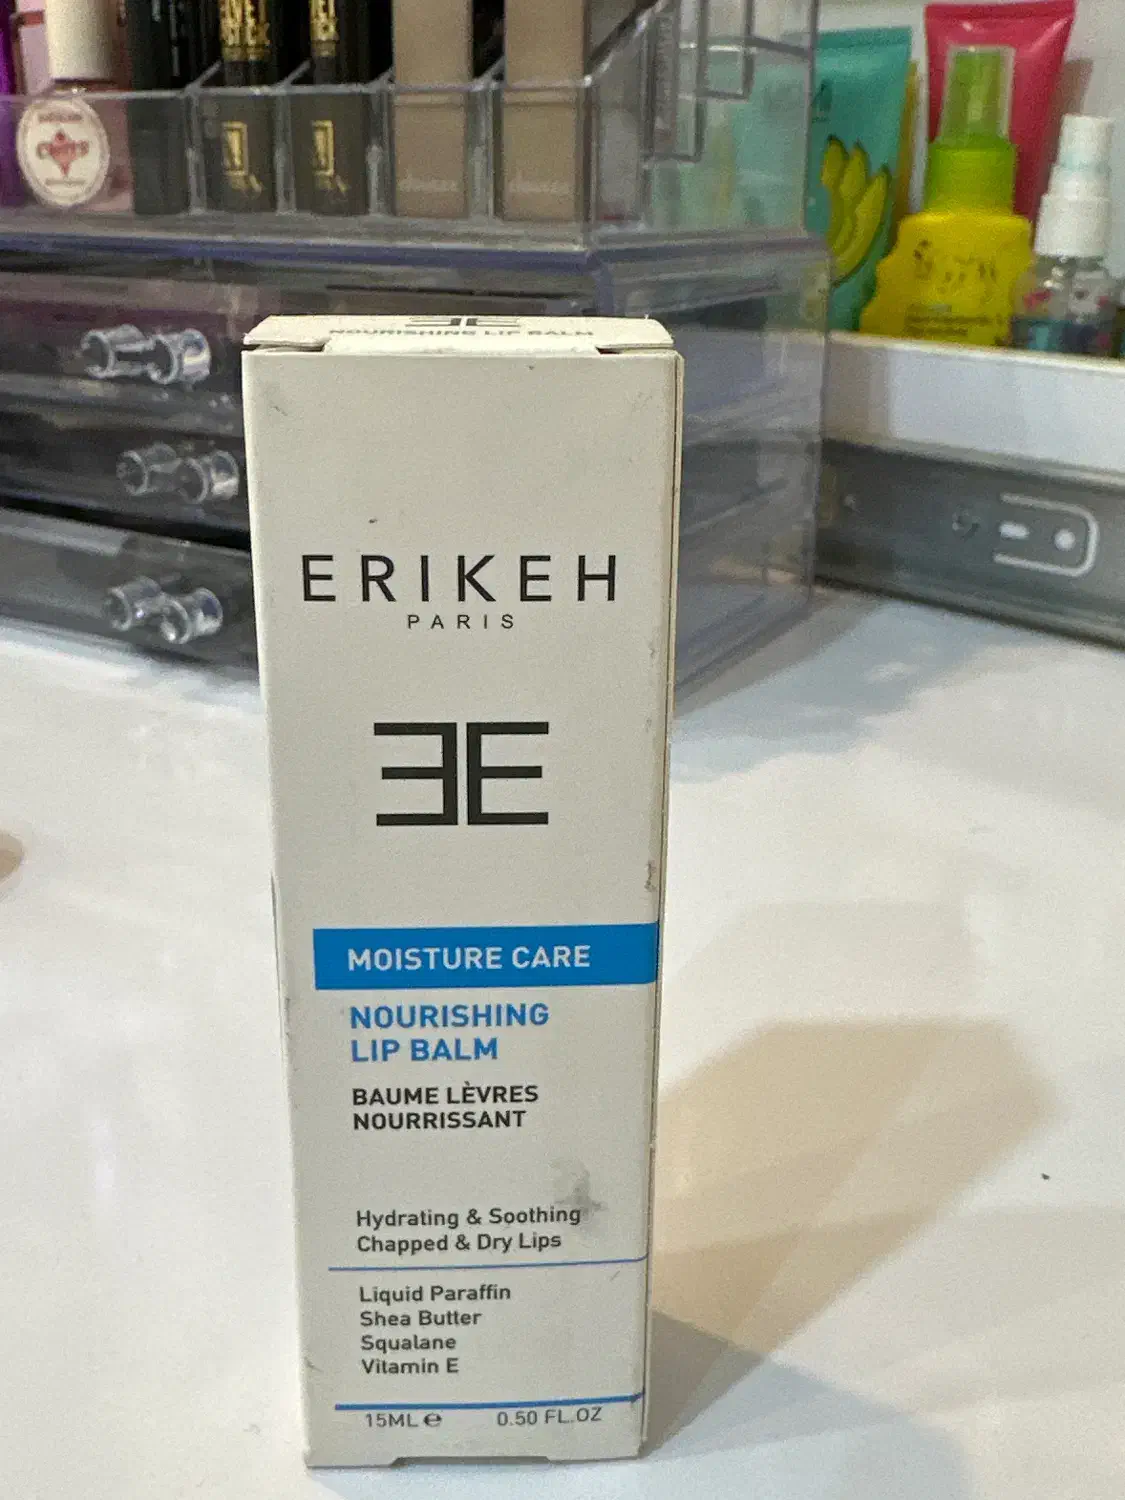 NOURISHING LIP BALM
ERIKEH
PARIS
MOISTURE CARE
NOURISHING
LIP BALM
BAUME LÈVRES
NOURRISSANT
Hydrating & Soothing
Chapped & Dry Lips
Liquid Paraffin
Shea Butter
Squalane
Vitamin E
15ML ℮ 0.50 FL.OZ